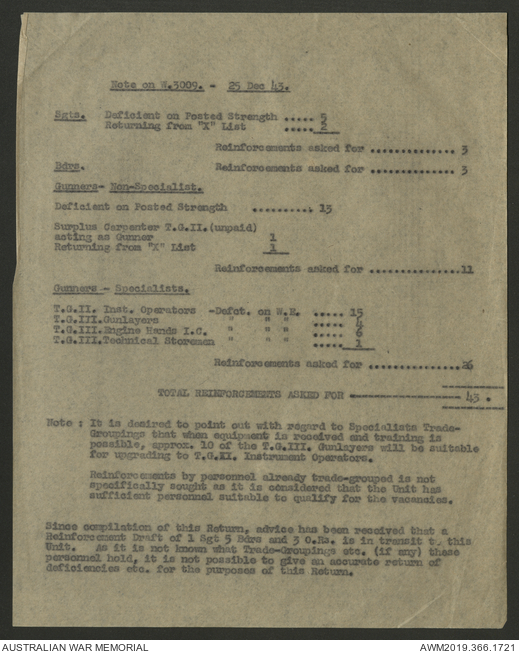 Note on W.3009. - 25 Dec 43.
Sgts. Deficient on Posted Strength ..... 5
Returning from "X" List ..... 2
Reinforcements asked for .............. 3
Bdrs. Reinforcements asked for .............. 3
Gunners- Non-Specialist.
Deficient on Posted Strength .......... 13
Surplus Carpenter T.G.II.(unpaid)
acting as Gunner 1
Returning from "X" List 1
Reinforcements asked for ..............11
Gunners - Specialists.
T.G.II. Inst. Operators -Defct. on W.E. ..... 15
T.G.III.Gunlayers " " " ..... 4
T.G.III.Engine Hands I.C. " " " ..... 6
T.G.III.Technical Storemen " " " ..... 1
Reinforcements asked for ..............26
TOTAL REINFORCEMENTS ASKED FOR ---------------- 43 .
Note : It is desired to point out with regard to Specialists Trade-
Groupings that when equipment is received and training is
possible, approx. 10 of the T.G.III. Gunlayers will be suitable
for upgrading to T.G.II. Instrument Operators.
Reinforcements by personnel already trade-grouped is not
specifically sought as it is considered that the Unit has
sufficient personnel suitable to qualify for the vacancies.
Since compilation of this Return, advice has been received that a
Reinforcement Draft of 1 Sgt 5 Bdrs and 3 O.Rs. is in transit to this
Unit. As it is not known what Trade-Groupings etc. (if any) these
personnel hold, it is not possible to give an accurate return of
deficiencies etc. for the purposes of this Return.
AUSTRALIAN WAR MEMORIAL
AWM2019.366.1721